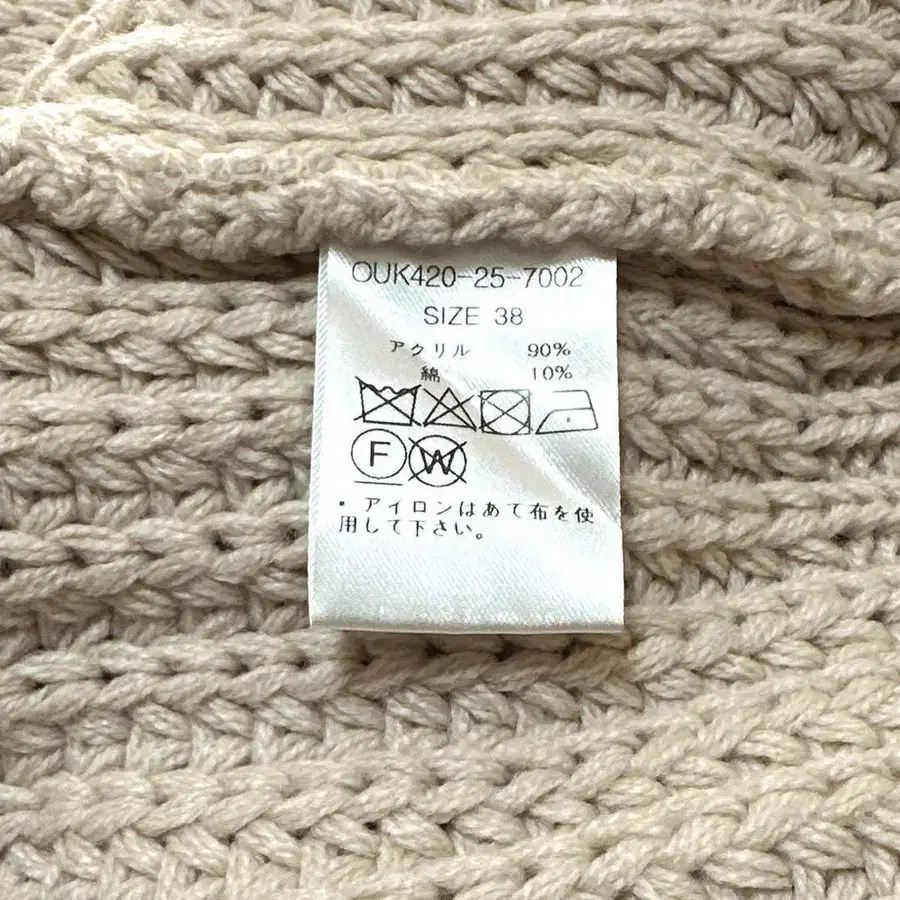 OUK420-25-7002
SIZE 38
アクリル 90%
綿 10%
F W
・アイロンはあて布を使
用して下さい。